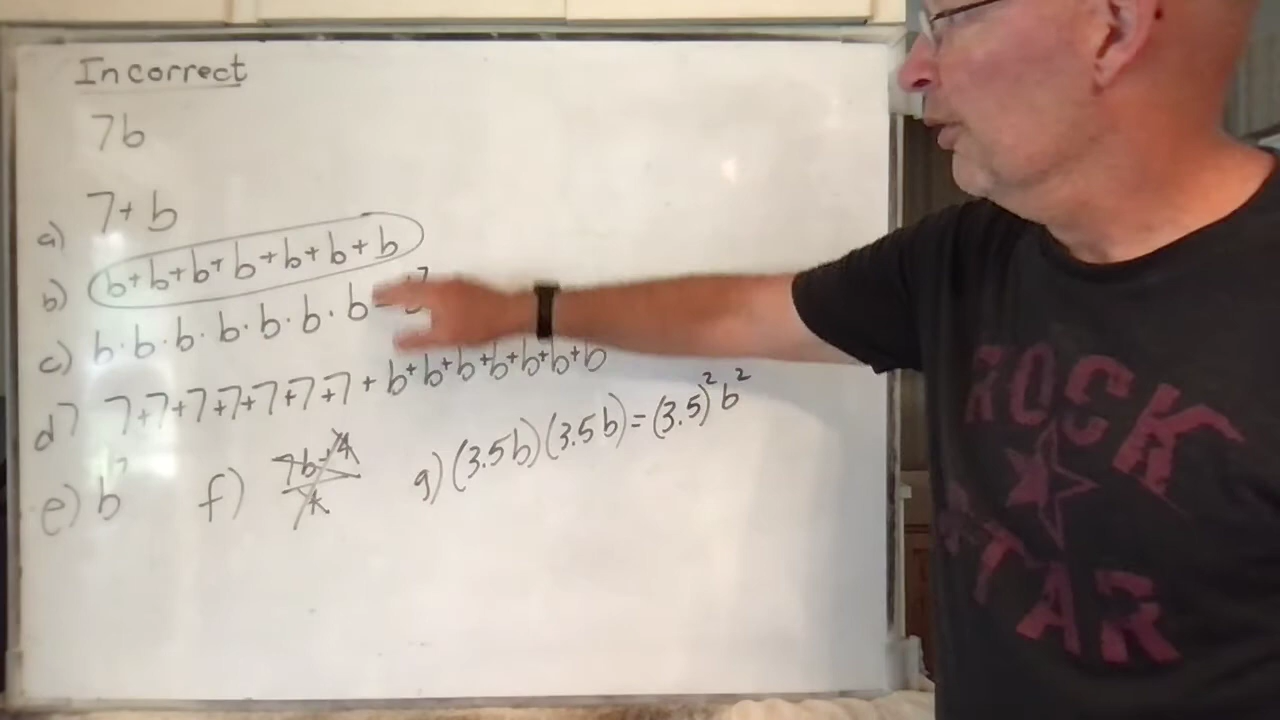 Incorrect
7b
a) 7+b
b) b+b+b+b+b+b+b
c) b·b·b·b·b·b·b 7
d) 7+7+7+7+7+7+7+b+b+b+b+b+b+b
e) b⁷ f) g) (3.5b)(3.5b)=(3.5)²b²
ROCK
STAR